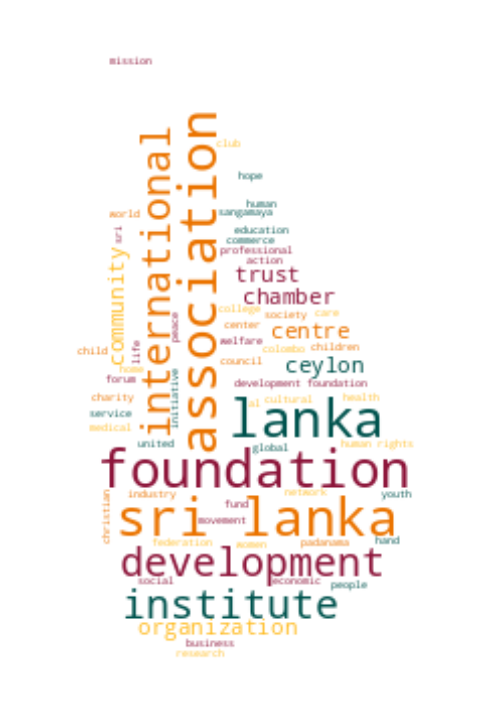 mission
association
international
club
hope
human
world
sangamaya
sri
education
commerce
professional
community
action
trust
chamber
college
society
care
peace
center
centre
welfare
life
child
colombo
children
council
ceylon
home
forum
initiative
development foundation
charity
cultural
health
al
service
lanka
medical
united
global
human rights
foundation
industry
network
youth
christian
fund
sri lanka
movement
federation
women
padanama
hand
development
social
economic
people
institute
organization
business
research